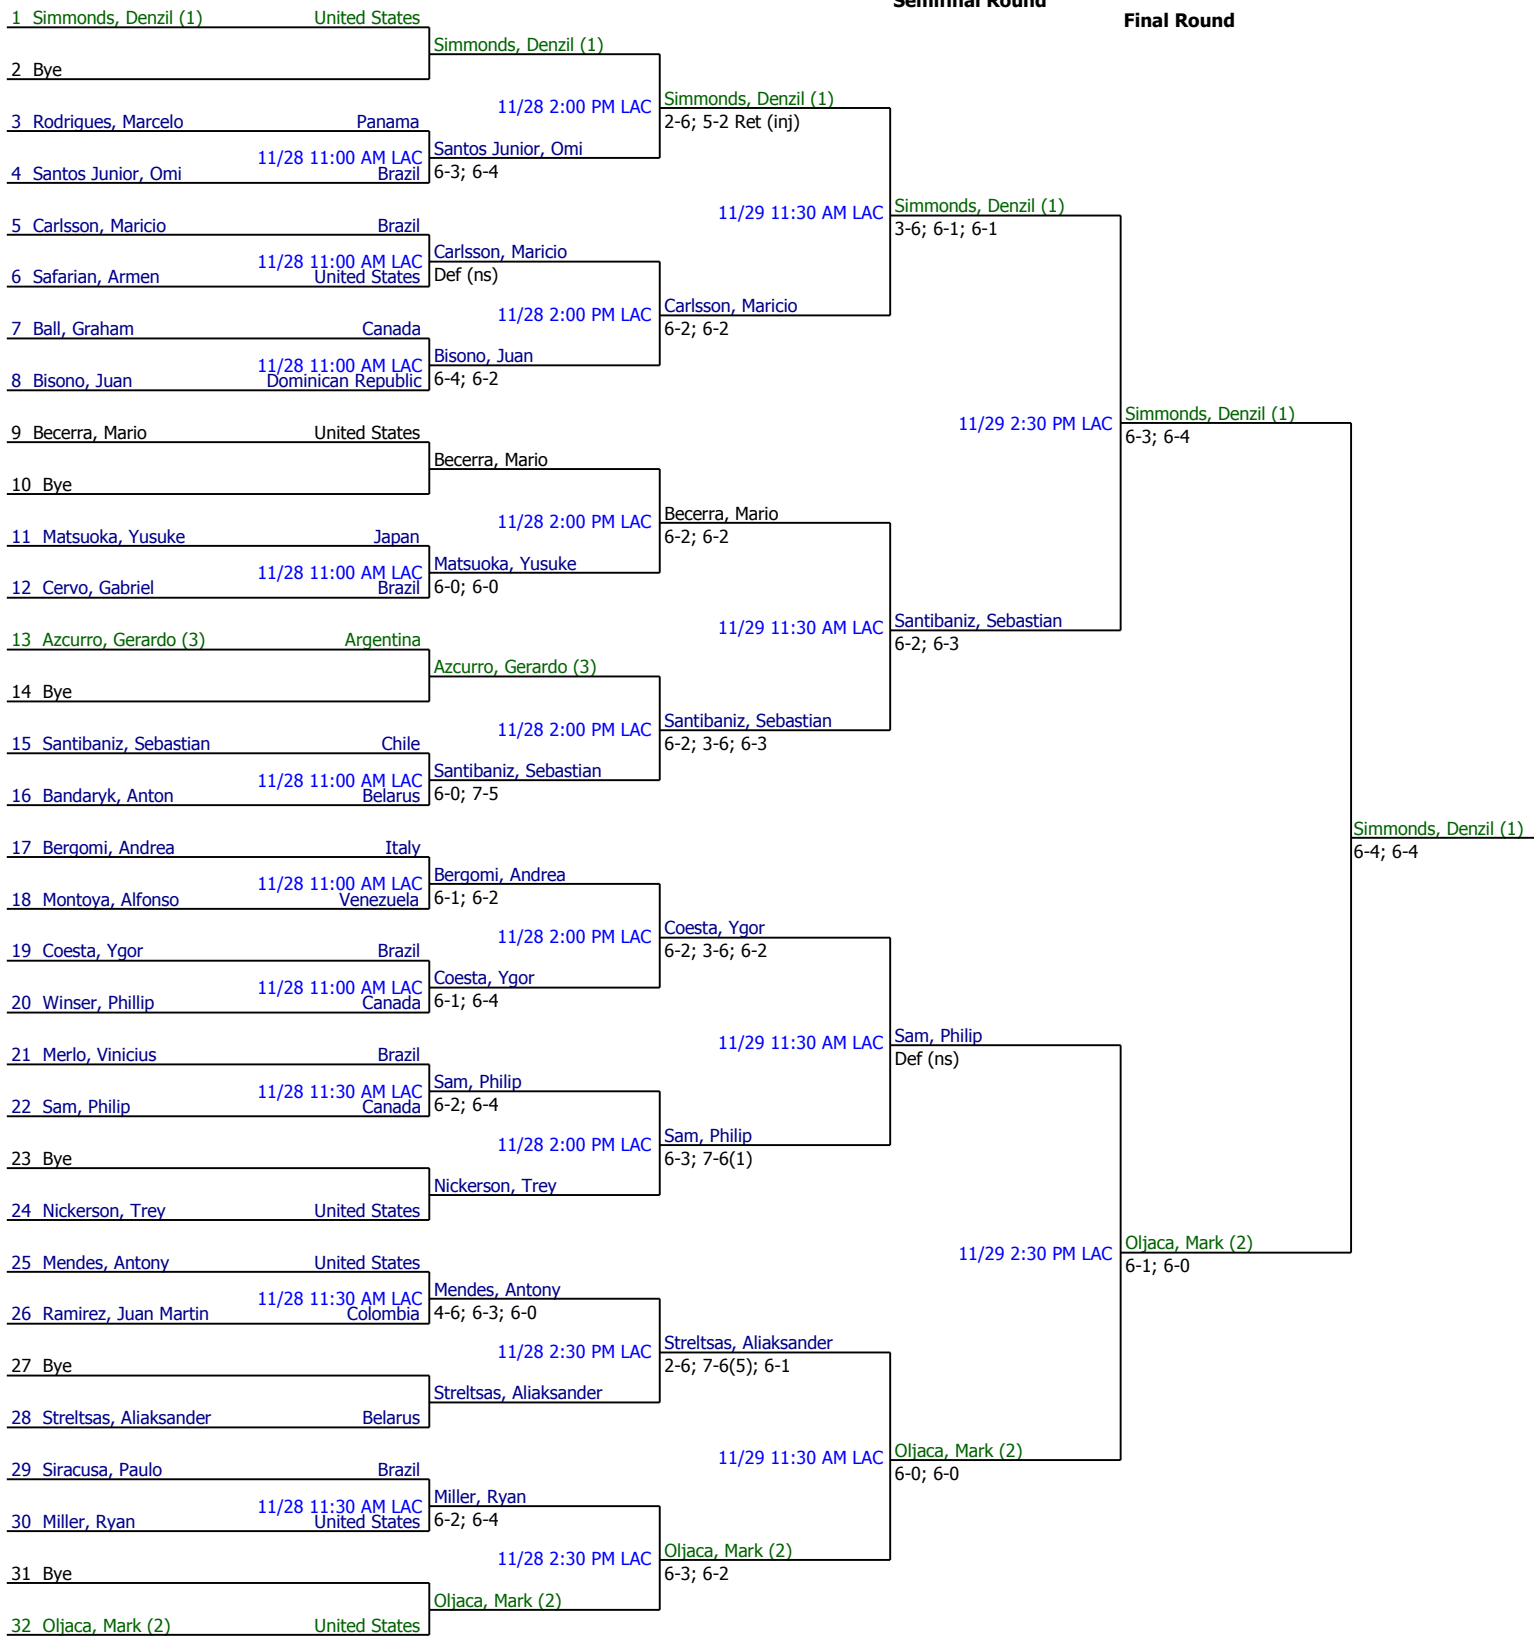 Semifinal Round
Final Round
1 Simmonds, Denzil (1) United States
Simmonds, Denzil (1)
2 Bye
11/28 2:00 PM LAC Simmonds, Denzil (1)
2-6; 5-2 Ret (inj)
3 Rodrigues, Marcelo Panama
11/28 11:00 AM LAC Santos Junior, Omi
4 Santos Junior, Omi Brazil 6-3; 6-4
11/29 11:30 AM LAC Simmonds, Denzil (1)
3-6; 6-1; 6-1
5 Carlsson, Maricio Brazil
11/28 11:00 AM LAC Carlsson, Maricio
6 Safarian, Armen United States Def (ns)
11/28 2:00 PM LAC Carlsson, Maricio
6-2; 6-2
7 Ball, Graham Canada
11/28 11:00 AM LAC Bisono, Juan
8 Bisono, Juan Dominican Republic 6-4; 6-2
11/29 2:30 PM LAC Simmonds, Denzil (1)
6-3; 6-4
9 Becerra, Mario United States
Becerra, Mario
10 Bye
11/28 2:00 PM LAC Becerra, Mario
6-2; 6-2
11 Matsuoka, Yusuke Japan
11/28 11:00 AM LAC Matsuoka, Yusuke
12 Cervo, Gabriel Brazil 6-0; 6-0
11/29 11:30 AM LAC Santibaniz, Sebastian
6-2; 6-3
13 Azcurro, Gerardo (3) Argentina
Azcurro, Gerardo (3)
14 Bye
11/28 2:00 PM LAC Santibaniz, Sebastian
6-2; 3-6; 6-3
15 Santibaniz, Sebastian Chile
11/28 11:00 AM LAC Santibaniz, Sebastian
16 Bandaryk, Anton Belarus 6-0; 7-5
Simmonds, Denzil (1)
6-4; 6-4
17 Bergomi, Andrea Italy
11/28 11:00 AM LAC Bergomi, Andrea
18 Montoya, Alfonso Venezuela 6-1; 6-2
11/28 2:00 PM LAC Coesta, Ygor
6-2; 3-6; 6-2
19 Coesta, Ygor Brazil
11/28 11:00 AM LAC Coesta, Ygor
20 Winser, Phillip Canada 6-1; 6-4
11/29 11:30 AM LAC Sam, Philip
Def (ns)
21 Merlo, Vinicius Brazil
11/28 11:30 AM LAC Sam, Philip
22 Sam, Philip Canada 6-2; 6-4
11/28 2:00 PM LAC Sam, Philip
6-3; 7-6(1)
23 Bye
Nickerson, Trey
24 Nickerson, Trey United States
11/29 2:30 PM LAC Oljaca, Mark (2)
6-1; 6-0
25 Mendes, Antony United States
11/28 11:30 AM LAC Mendes, Antony
26 Ramirez, Juan Martin Colombia 4-6; 6-3; 6-0
11/28 2:30 PM LAC Streltsas, Aliaksander
2-6; 7-6(5); 6-1
27 Bye
Streltsas, Aliaksander
28 Streltsas, Aliaksander Belarus
11/29 11:30 AM LAC Oljaca, Mark (2)
6-0; 6-0
29 Siracusa, Paulo Brazil
11/28 11:30 AM LAC Miller, Ryan
30 Miller, Ryan United States 6-2; 6-4
11/28 2:30 PM LAC Oljaca, Mark (2)
6-3; 6-2
31 Bye
Oljaca, Mark (2)
32 Oljaca, Mark (2) United States